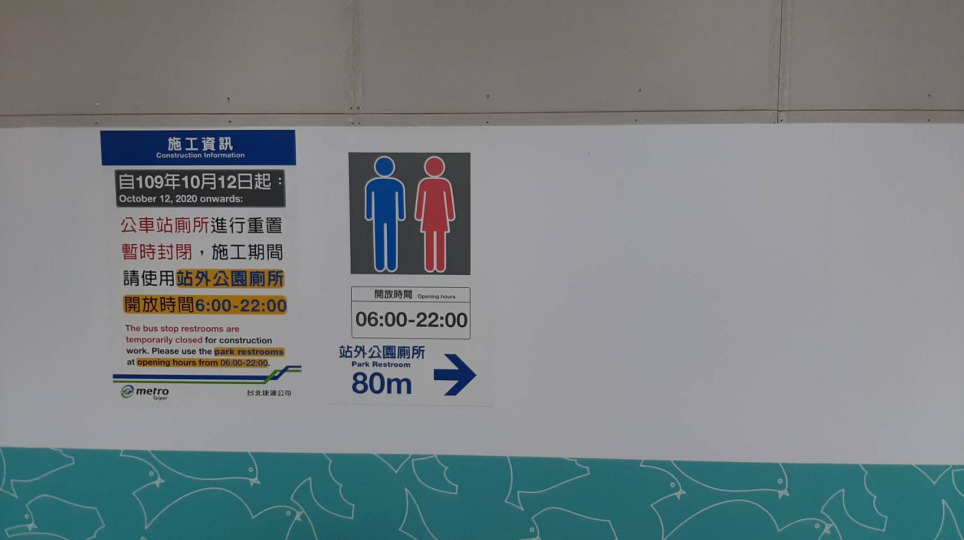 施工資訊
Construction Information
自109年10月12日起：
October 12, 2020 onwards:
公車站廁所進行重置
暫時封閉，施工期間
請使用站外公園廁所
開放時間6:00-22:00
The bus stop restrooms are
temporarily closed for construction
work. Please use the park restrooms
at opening hours from 06:00-22:00.
metro
Taipei
台北捷運公司
開放時間 Opening hours
06:00-22:00
站外公園廁所
Park Restroom
80m